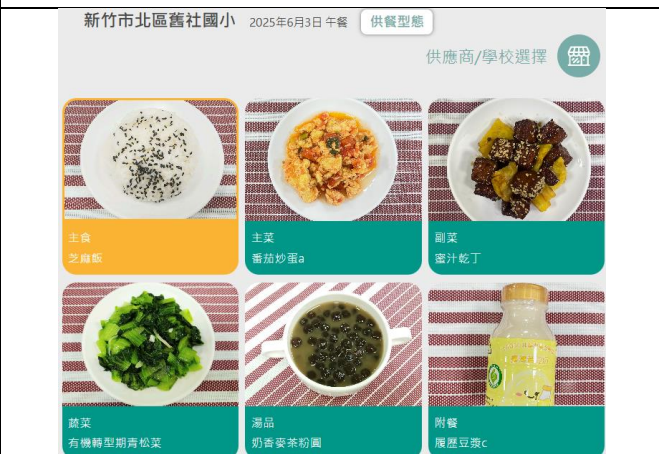 新竹市北區舊社國小 2025年6月3日 午餐 供餐型態
供應商/學校選擇
主食
芝麻飯
主菜
番茄炒蛋a
副菜
蜜汁乾丁
蔬菜
有機轉型期青松菜
湯品
奶香麥茶粉圓
附餐
履歷豆漿c